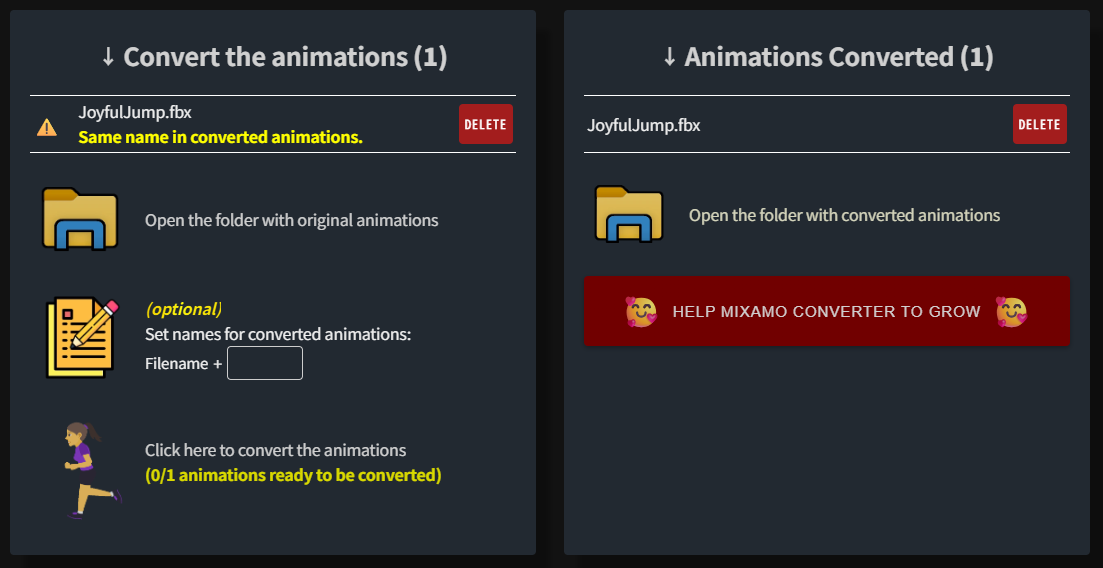 ↓ Convert the animations (1)
JoyfulJump.fbx
Same name in converted animations.
DELETE
Open the folder with original animations
(optional)
Set names for converted animations:
Filename +
Click here to convert the animations
(0/1 animations ready to be converted)
↓ Animations Converted (1)
JoyfulJump.fbx
DELETE
Open the folder with converted animations
HELP MIXAMO CONVERTER TO GROW